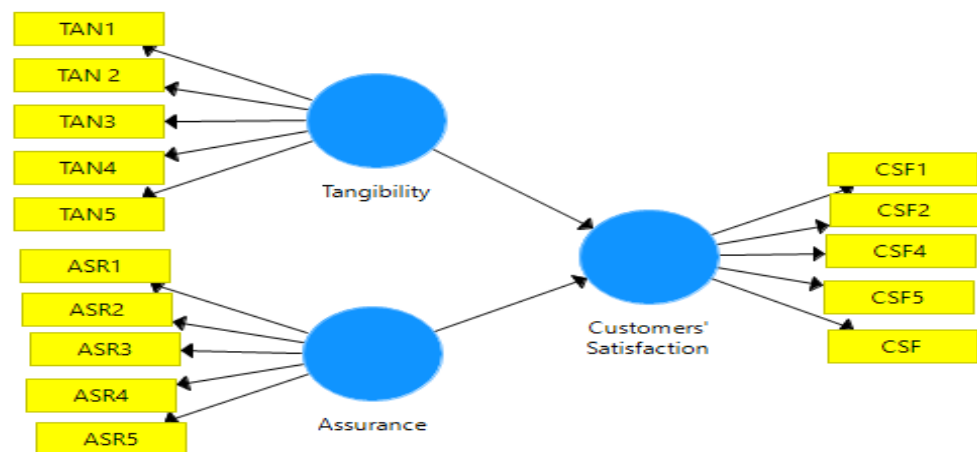 TAN1
TAN 2
TAN3
TAN4
TAN5
Tangibility
ASR1
ASR2
ASR3
ASR4
ASR5
Assurance
Customers'
Satisfaction
CSF1
CSF2
CSF4
CSF5
CSF